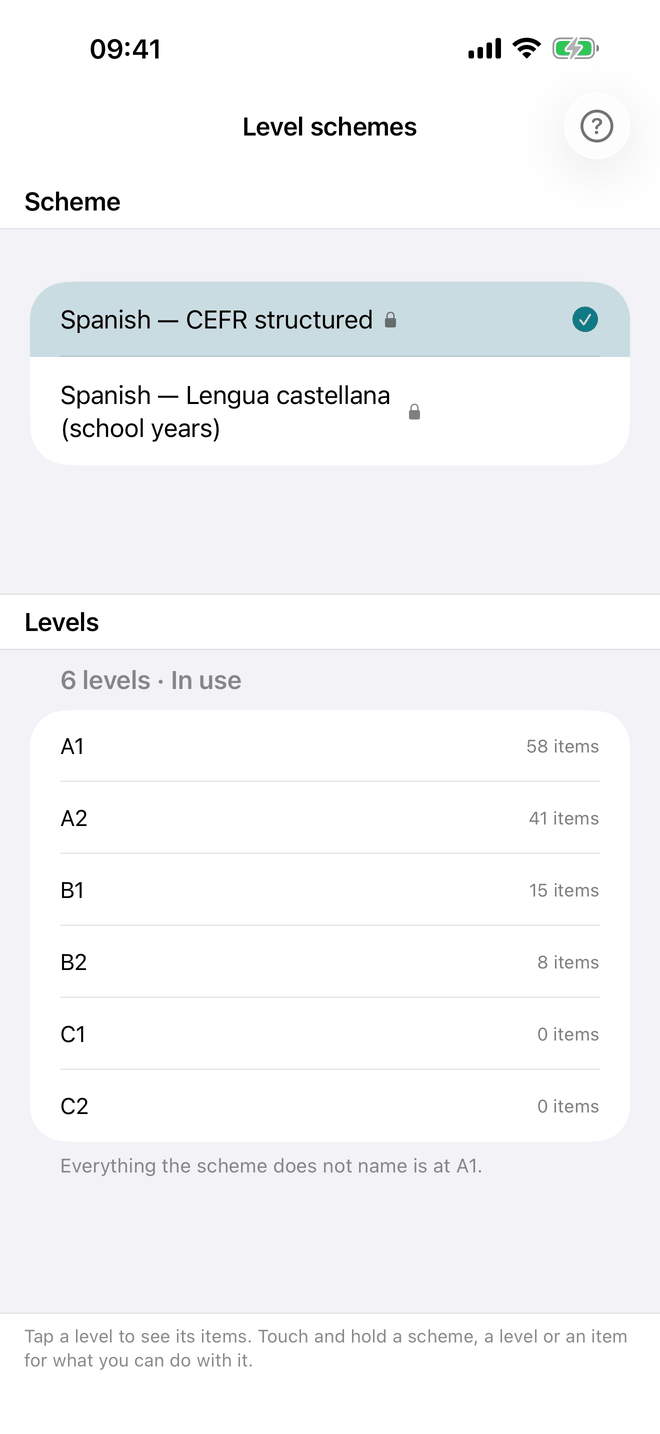 09:41
Level schemes
?
Scheme
Spanish — CEFR structured
Spanish — Lengua castellana
(school years)
Levels
6 levels · In use
A1 58 items
A2 41 items
B1 15 items
B2 8 items
C1 0 items
C2 0 items
Everything the scheme does not name is at A1.
Tap a level to see its items. Touch and hold a scheme, a level or an item
for what you can do with it.